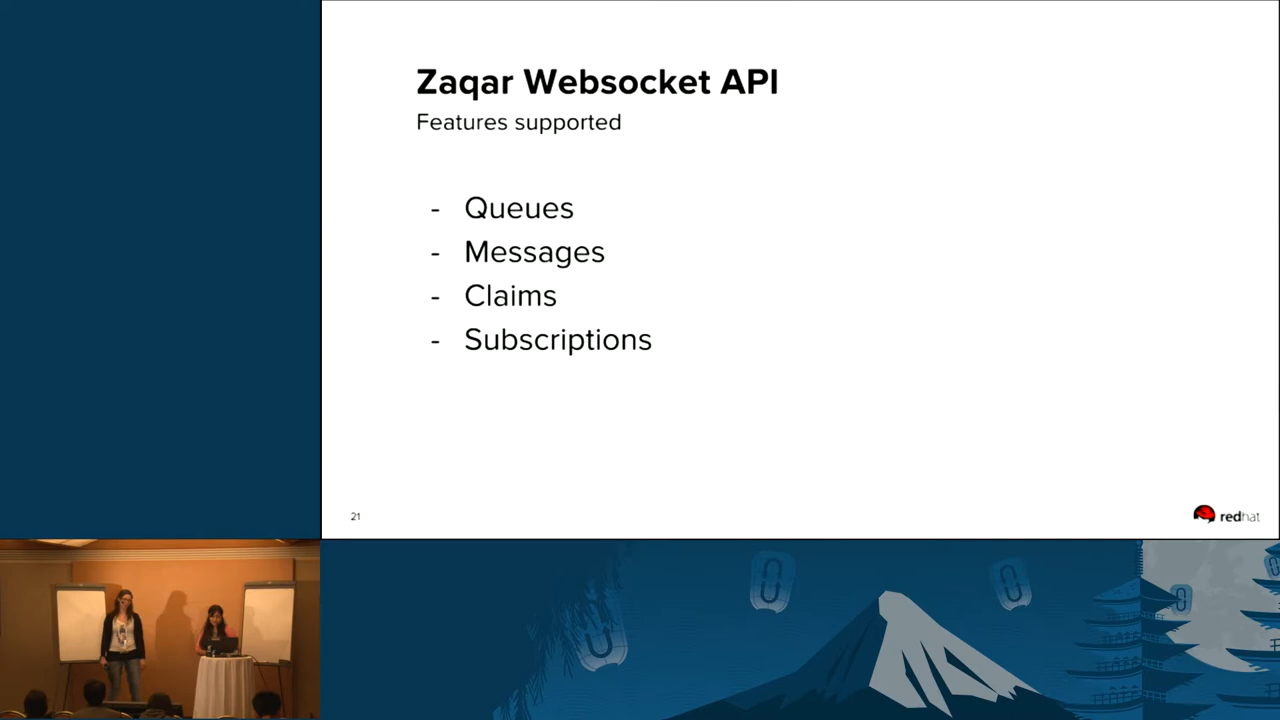 Zaqar Websocket API
Features supported
- Queues
- Messages
- Claims
- Subscriptions
21
redhat